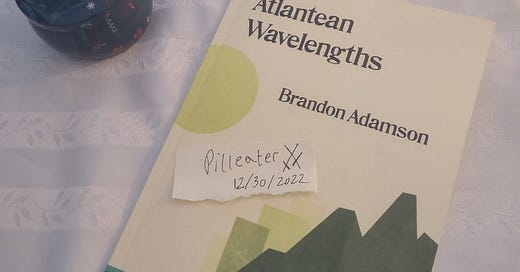 Atlantean
Wavelengths
Brandon Adamson
Pilleater XX
12/30/2022